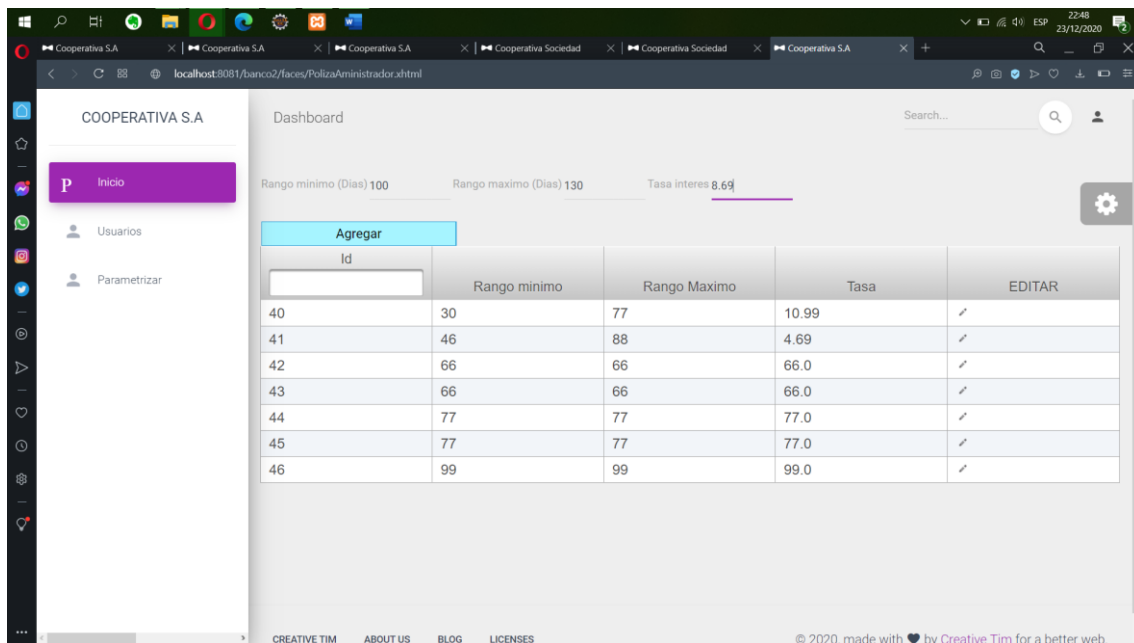 22:48
ESP
23/12/2020
2
Cooperativa S.A
Cooperativa S.A
Cooperativa S.A
Cooperativa Sociedad
Cooperativa Sociedad
Cooperativa S.A
localhost:8081/banco2/faces/PolizaAministrador.xhtml
COOPERATIVA S.A
Dashboard
Search...
P Inicio
Usuarios
Parametrizar
Rango minimo (Dias) 100 Rango maximo (Dias) 130 Tasa interes 8.69
Agregar
Id Rango minimo Rango Maximo Tasa EDITAR
40 30 77 10.99
41 46 88 4.69
42 66 66 66.0
43 66 66 66.0
44 77 77 77.0
45 77 77 77.0
46 99 99 99.0
CREATIVE TIM ABOUT US BLOG LICENSES
© 2020, made with by Creative Tim for a better web.